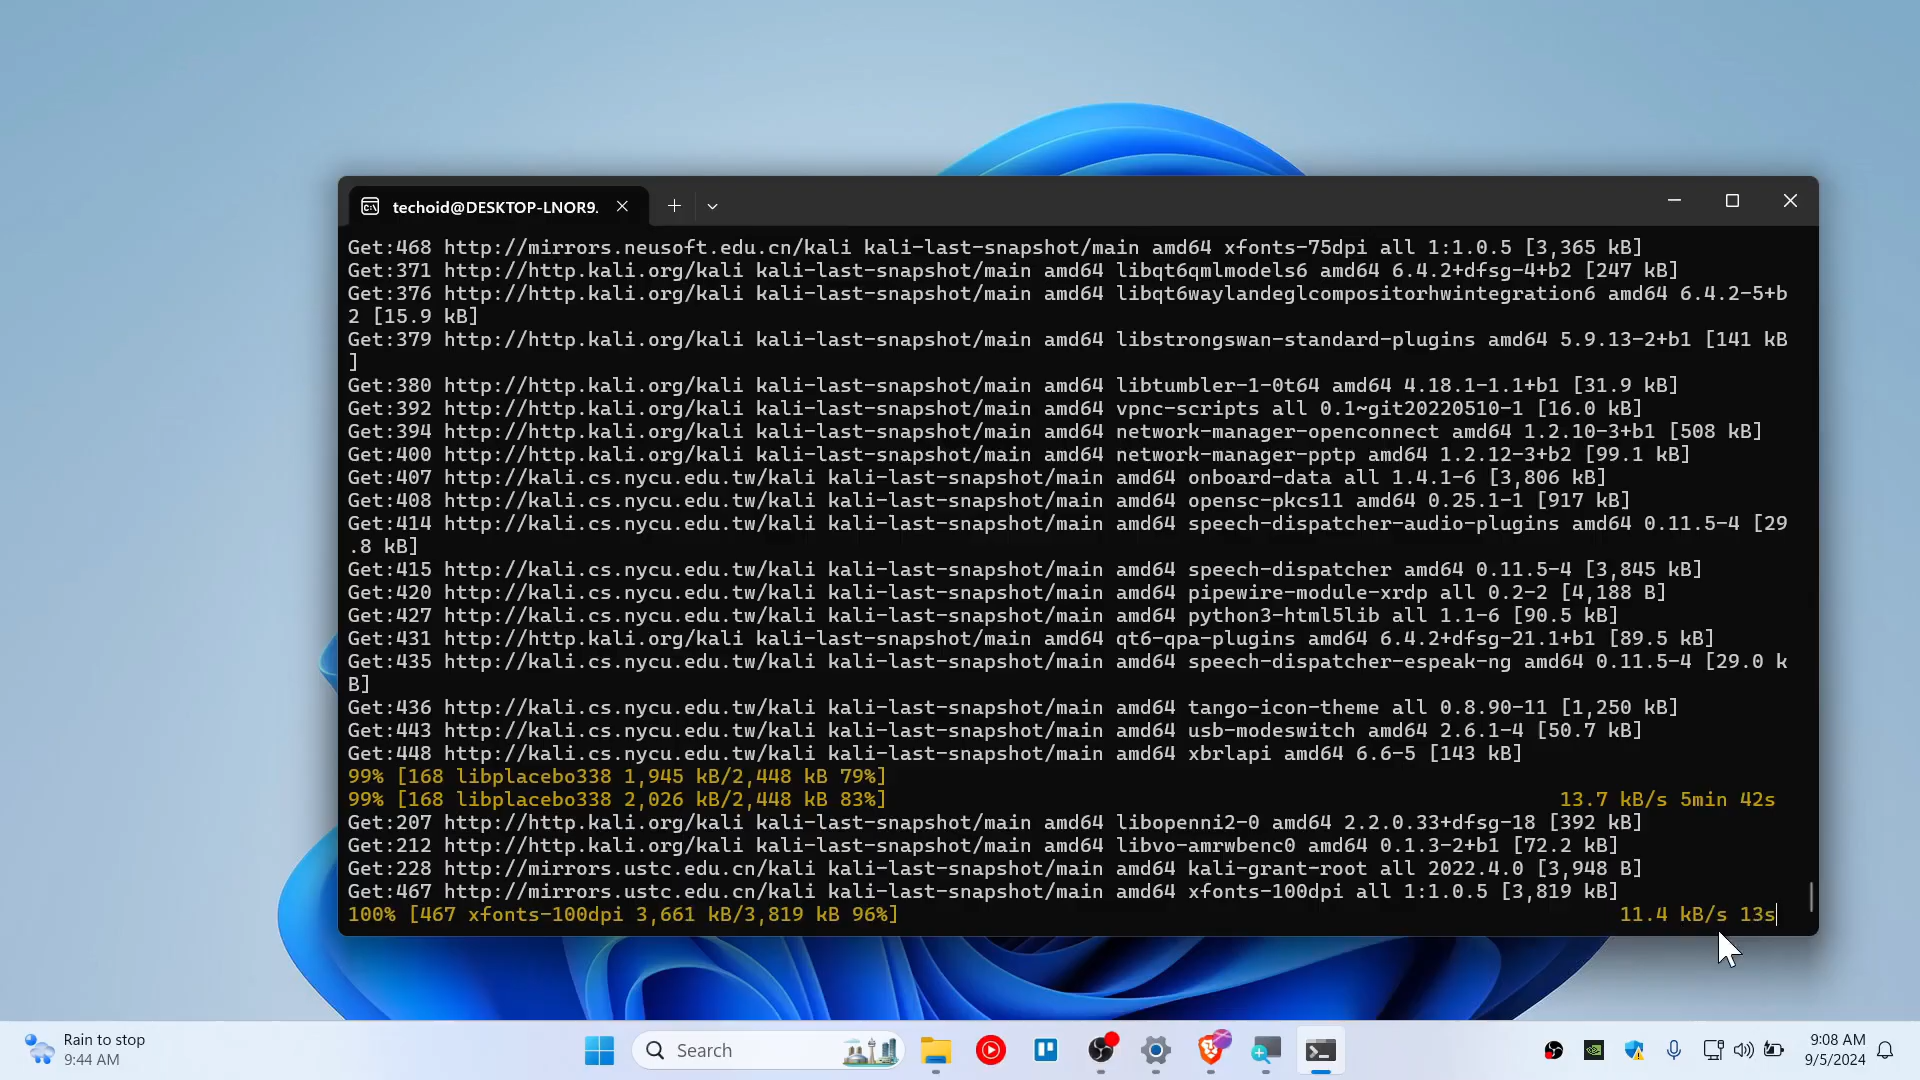 techoid@DESKTOP-LNOR9.
Get:468 http://mirrors.neusoft.edu.cn/kali kali-last-snapshot/main amd64 xfonts-75dpi all 1:1.0.5 [3,365 kB]
Get:371 http://http.kali.org/kali kali-last-snapshot/main amd64 libqt6qmlmodels6 amd64 6.4.2+dfsg-4+b2 [247 kB]
Get:376 http://http.kali.org/kali kali-last-snapshot/main amd64 libqt6waylandeglcompositorhwintegration6 amd64 6.4.2-5+b
2 [15.9 kB]
Get:379 http://http.kali.org/kali kali-last-snapshot/main amd64 libstrongswan-standard-plugins amd64 5.9.13-2+b1 [141 kB
]
Get:380 http://http.kali.org/kali kali-last-snapshot/main amd64 libtumbler-1-0t64 amd64 4.18.1-1.1+b1 [31.9 kB]
Get:392 http://http.kali.org/kali kali-last-snapshot/main amd64 vpnc-scripts all 0.1~git20220510-1 [16.0 kB]
Get:394 http://http.kali.org/kali kali-last-snapshot/main amd64 network-manager-openconnect amd64 1.2.10-3+b1 [508 kB]
Get:400 http://http.kali.org/kali kali-last-snapshot/main amd64 network-manager-pptp amd64 1.2.12-3+b2 [99.1 kB]
Get:407 http://kali.cs.nycu.edu.tw/kali kali-last-snapshot/main amd64 onboard-data all 1.4.1-6 [3,806 kB]
Get:408 http://kali.cs.nycu.edu.tw/kali kali-last-snapshot/main amd64 opensc-pkcs11 amd64 0.25.1-1 [917 kB]
Get:414 http://kali.cs.nycu.edu.tw/kali kali-last-snapshot/main amd64 speech-dispatcher-audio-plugins amd64 0.11.5-4 [29
.8 kB]
Get:415 http://kali.cs.nycu.edu.tw/kali kali-last-snapshot/main amd64 speech-dispatcher amd64 0.11.5-4 [3,845 kB]
Get:420 http://kali.cs.nycu.edu.tw/kali kali-last-snapshot/main amd64 pipewire-module-xrdp all 0.2-2 [4,188 B]
Get:427 http://kali.cs.nycu.edu.tw/kali kali-last-snapshot/main amd64 python3-html5lib all 1.1-6 [90.5 kB]
Get:431 http://kali.cs.nycu.edu.tw/kali kali-last-snapshot/main amd64 qt6-qpa-plugins amd64 6.4.2+dfsg-21.1+b1 [89.5 kB]
Get:435 http://kali.cs.nycu.edu.tw/kali kali-last-snapshot/main amd64 speech-dispatcher-espeak-ng amd64 0.11.5-4 [29.0 k
B]
Get:436 http://kali.cs.nycu.edu.tw/kali kali-last-snapshot/main amd64 tango-icon-theme all 0.8.90-11 [1,250 kB]
Get:443 http://kali.cs.nycu.edu.tw/kali kali-last-snapshot/main amd64 usb-modeswitch amd64 2.6.1-4 [50.7 kB]
Get:448 http://kali.cs.nycu.edu.tw/kali kali-last-snapshot/main amd64 xbrlapi amd64 6.6-5 [143 kB]
99% [168 libplacebo338 1,945 kB/2,448 kB 79%]
99% [168 libplacebo338 2,026 kB/2,448 kB 83%] 13.7 kB/s 5min 42s
Get:207 http://http.kali.org/kali kali-last-snapshot/main amd64 libopenni2-0 amd64 2.2.0.33+dfsg-18 [392 kB]
Get:212 http://http.kali.org/kali kali-last-snapshot/main amd64 libvo-amrwbenc0 amd64 0.1.3-2+b1 [72.2 kB]
Get:228 http://mirrors.ustc.edu.cn/kali kali-last-snapshot/main amd64 kali-grant-root all 2022.4.0 [3,948 B]
Get:467 http://mirrors.ustc.edu.cn/kali kali-last-snapshot/main amd64 xfonts-100dpi all 1:1.0.5 [3,819 kB]
100% [467 xfonts-100dpi 3,661 kB/3,819 kB 96%] 11.4 kB/s 13s
Rain to stop
9:44 AM
Search
9:08 AM
9/5/2024